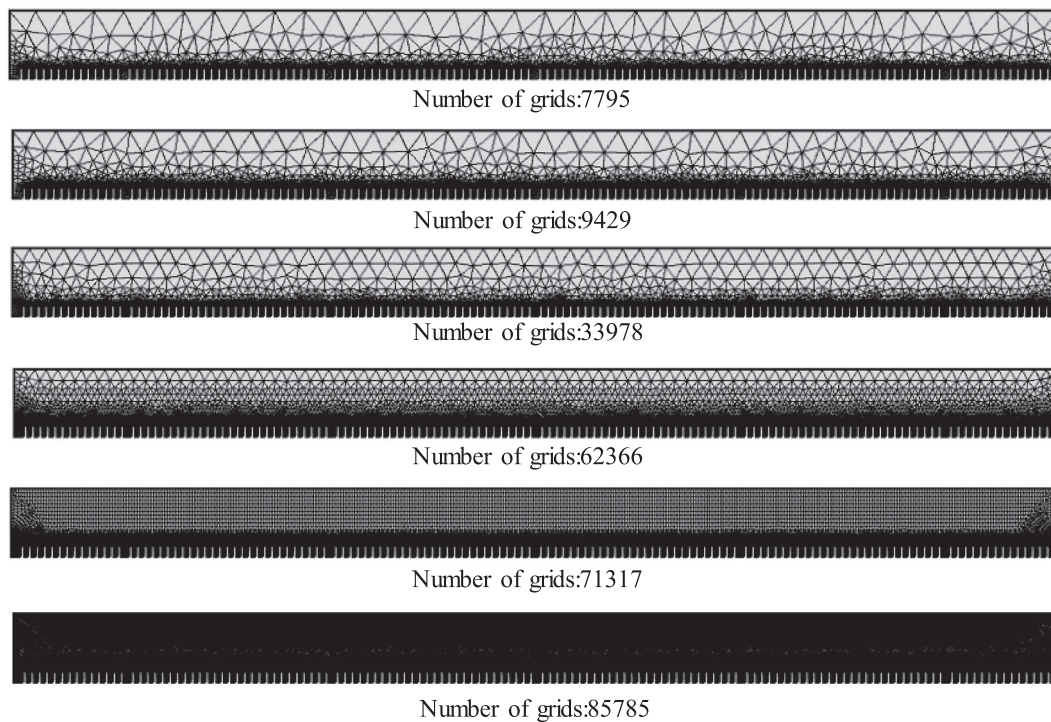 Number of grids:7795
Number of grids:9429
Number of grids:33978
Number of grids:62366
Number of grids:71317
Number of grids:85785